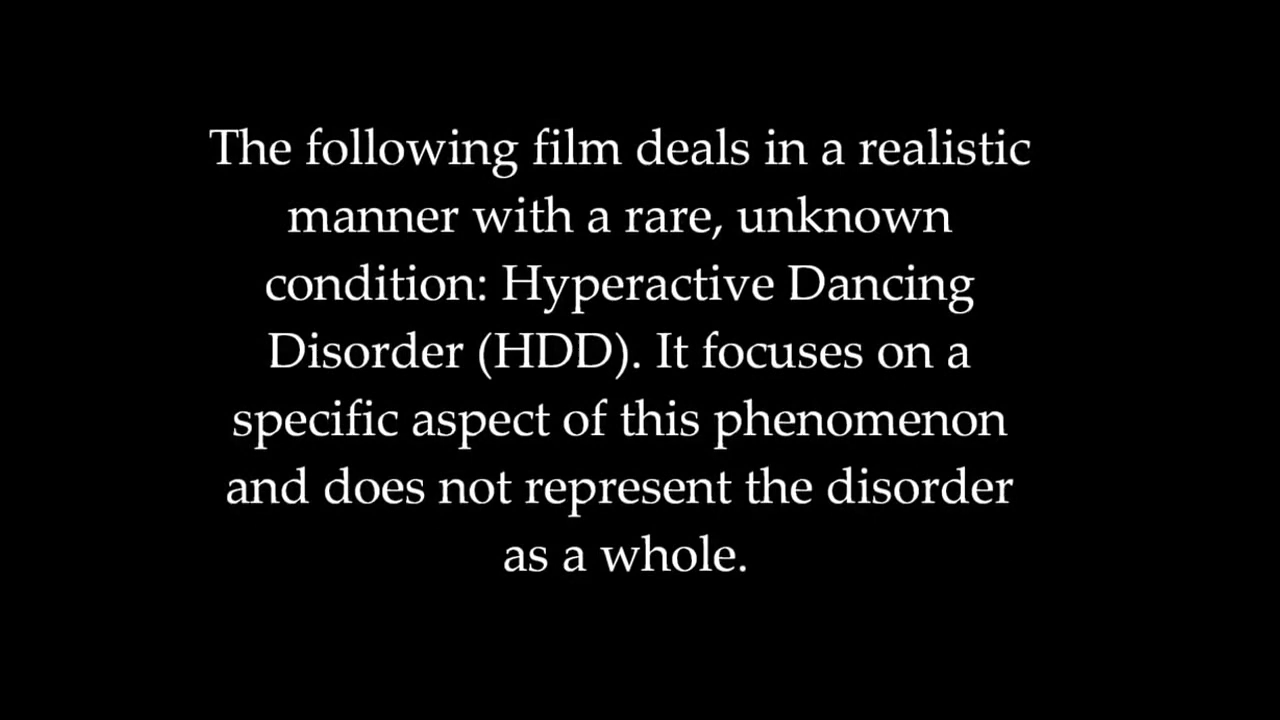 The following film deals in a realistic
manner with a rare, unknown
condition: Hyperactive Dancing
Disorder (HDD). It focuses on a
specific aspect of this phenomenon
and does not represent the disorder
as a whole.